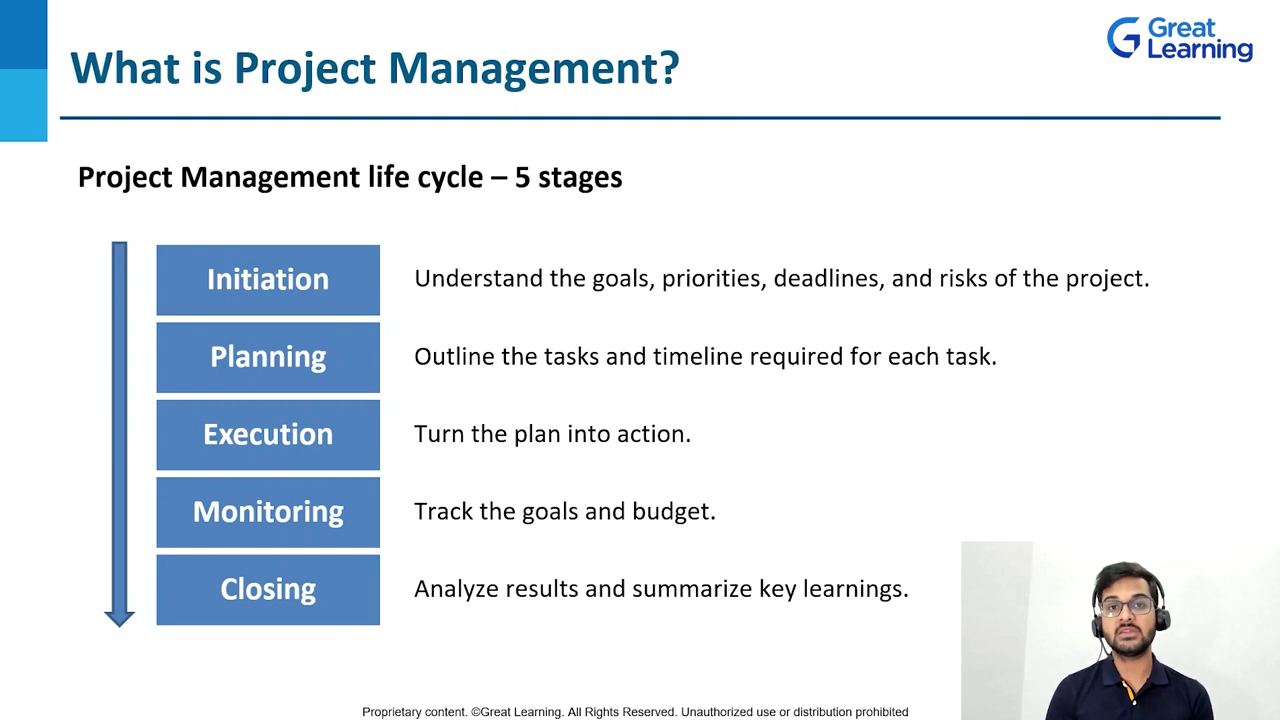 Great
Learning
What is Project Management?
Project Management life cycle – 5 stages
Initiation
Understand the goals, priorities, deadlines, and risks of the project.
Planning
Outline the tasks and timeline required for each task.
Execution
Turn the plan into action.
Monitoring
Track the goals and budget.
Closing
Analyze results and summarize key learnings.
Proprietary content. ©Great Learning. All Rights Reserved. Unauthorized use or distribution prohibited